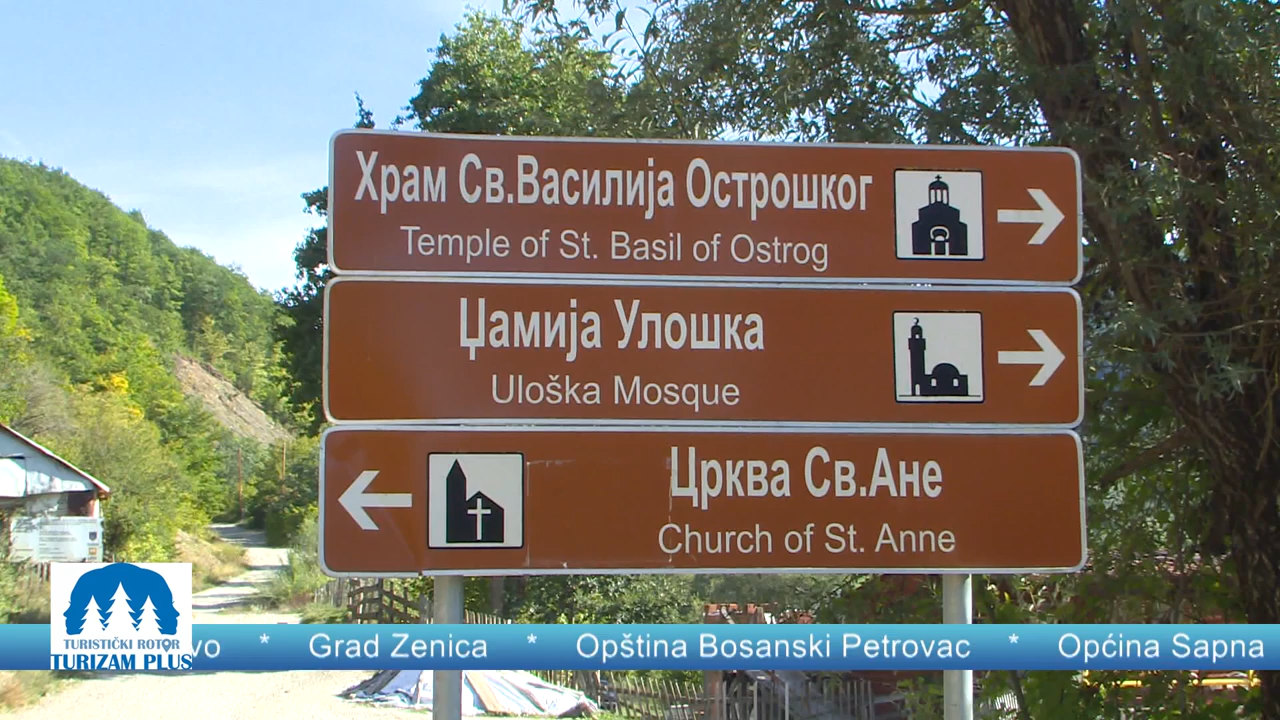 Храм Св.Василија Острошког
Temple of St. Basil of Ostrog
Џамија Улошка
Uloška Mosque
Црква Св.Ане
Church of St. Anne
TURISTIČKI ROTOR
TURIZAM PLUS
vo * Grad Zenica * Opština Bosanski Petrovac * Općina Sapna